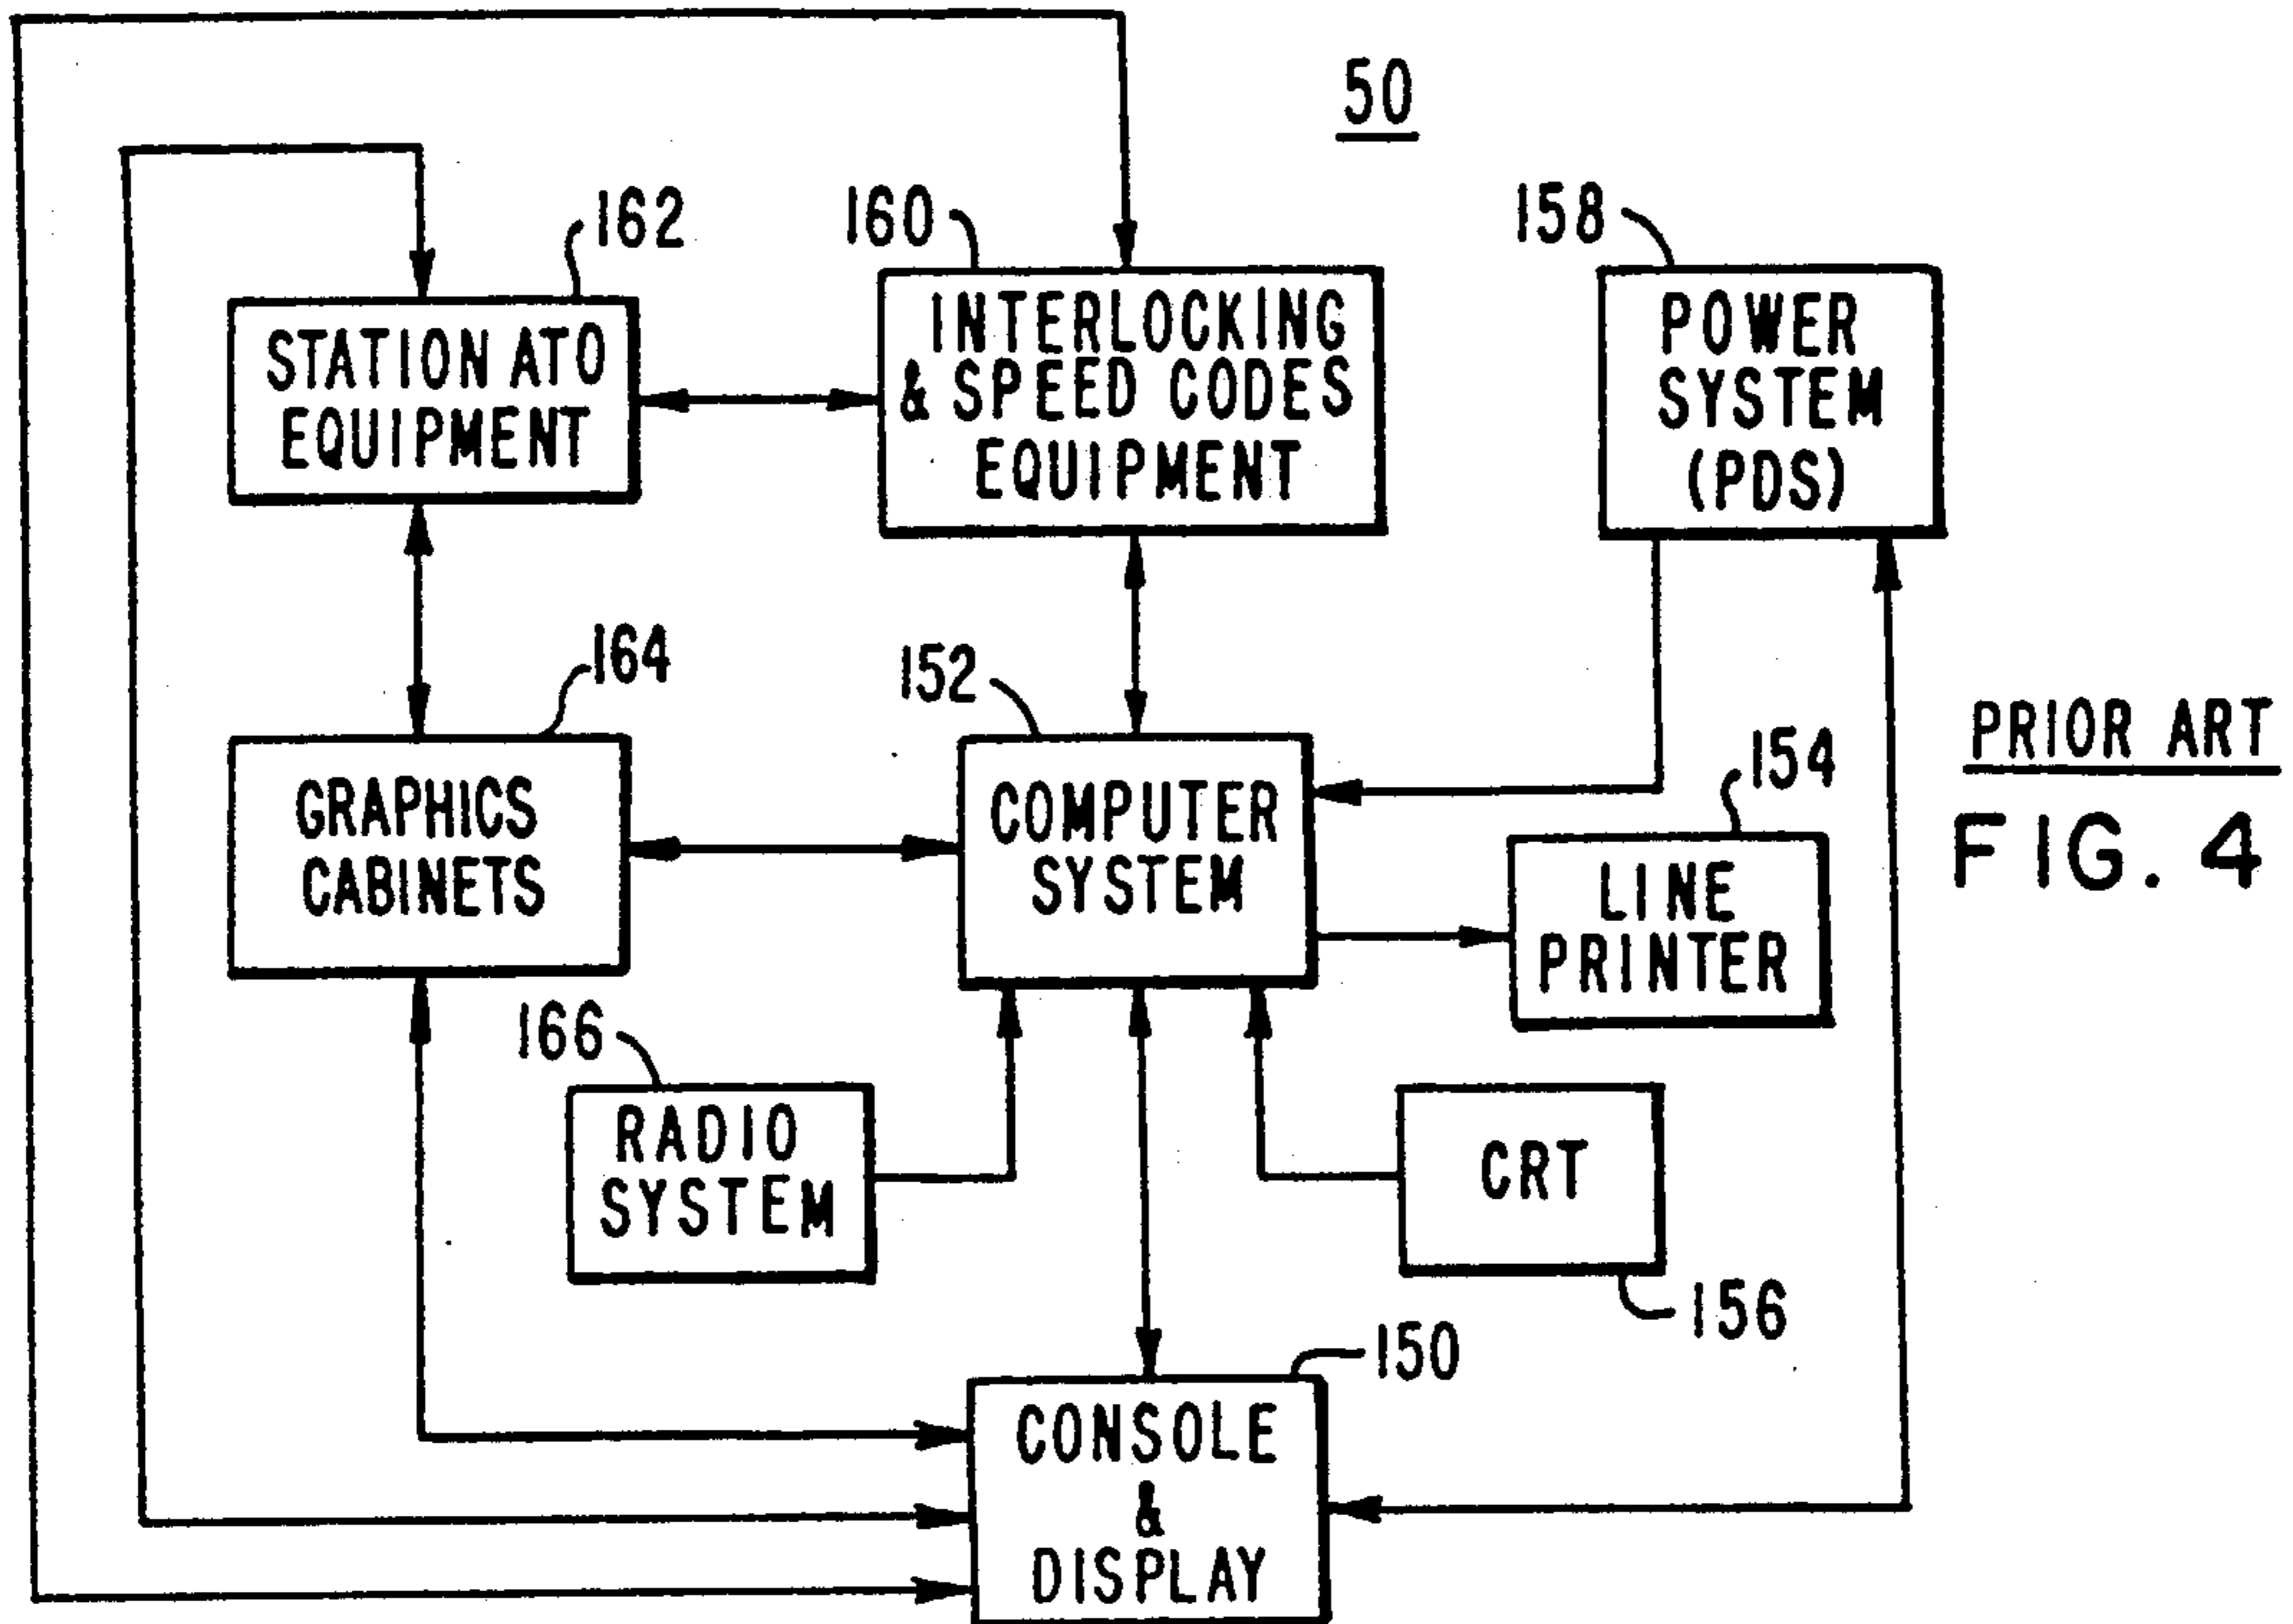 50
162
160
158
STATION ATO
EQUIPMENT
INTERLOCKING
& SPEED CODES
EQUIPMENT
POWER
SYSTEM
(PDS)
164
152
154
PRIOR ART
FIG. 4
GRAPHICS
CABINETS
COMPUTER
SYSTEM
LINE
PRINTER
166
RADIO
SYSTEM
CRT
156
150
CONSOLE
&
DISPLAY